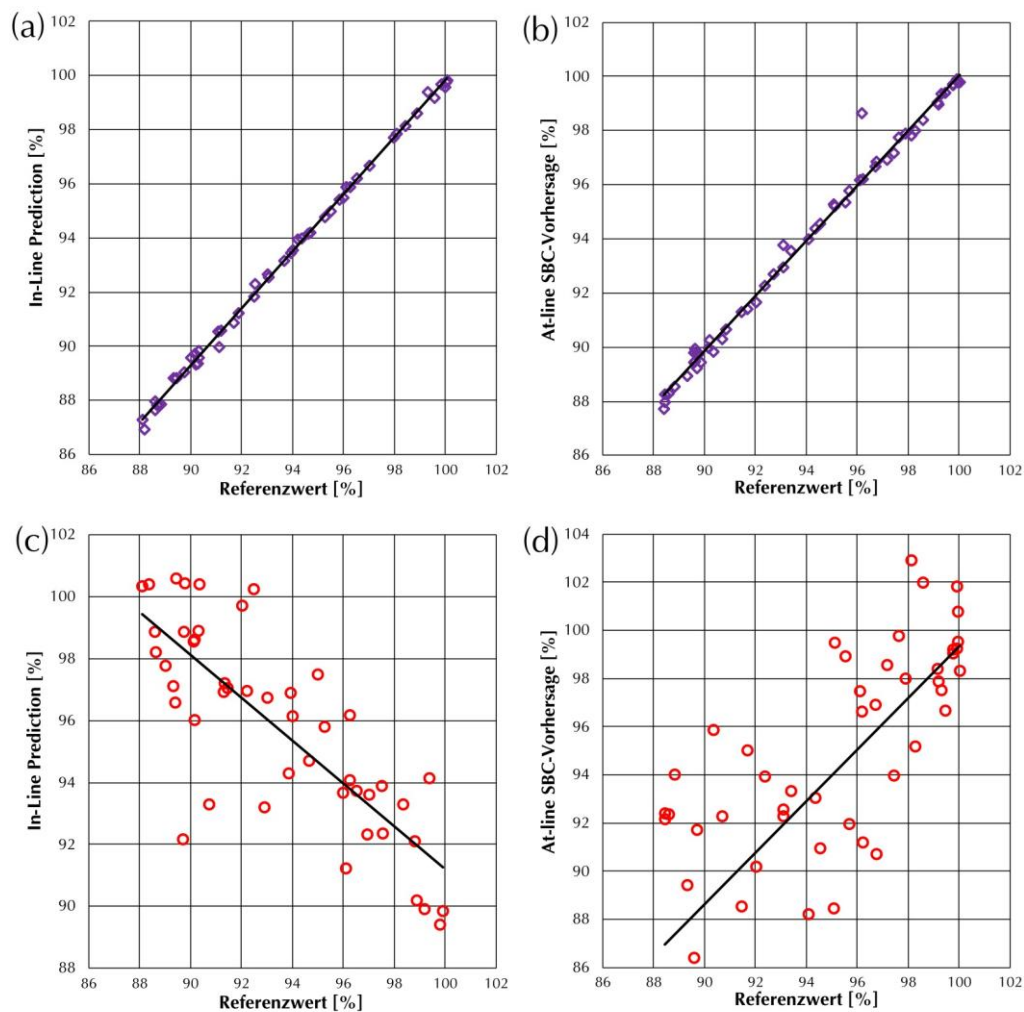 (a)
In-Line Prediction [%]
102
100
98
96
94
92
90
88
86
86 88 90 92 94 96 98 100 102
Referenzwert [%]
(b)
At-line SBC-Vorhersage [%]
102
100
98
96
94
92
90
88
86
86 88 90 92 94 96 98 100 102
Referenzwert [%]
(c)
In-Line Prediction [%]
102
100
98
96
94
92
90
88
86 88 90 92 94 96 98 100 102
Referenzwert [%]
(d)
At-line SBC-Vorhersage [%]
104
102
100
98
96
94
92
90
88
86
86 88 90 92 94 96 98 100 102
Referenzwert [%]